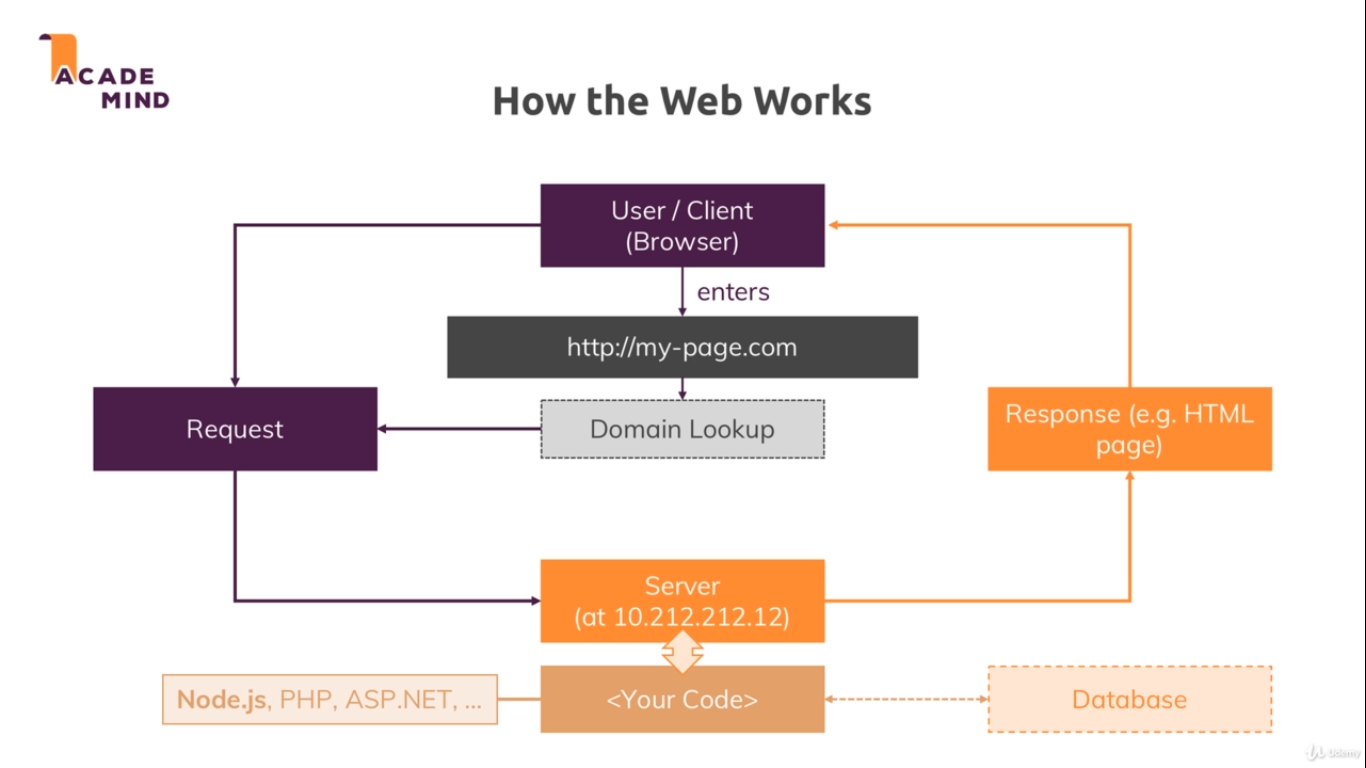 ACADE
MIND
How the Web Works
User / Client
(Browser)
enters
http://my-page.com
Request
Domain Lookup
Response (e.g. HTML
page)
Server
(at 10.212.212.12)
Node.js, PHP, ASP.NET, ...
<Your Code>
Database
Udemy